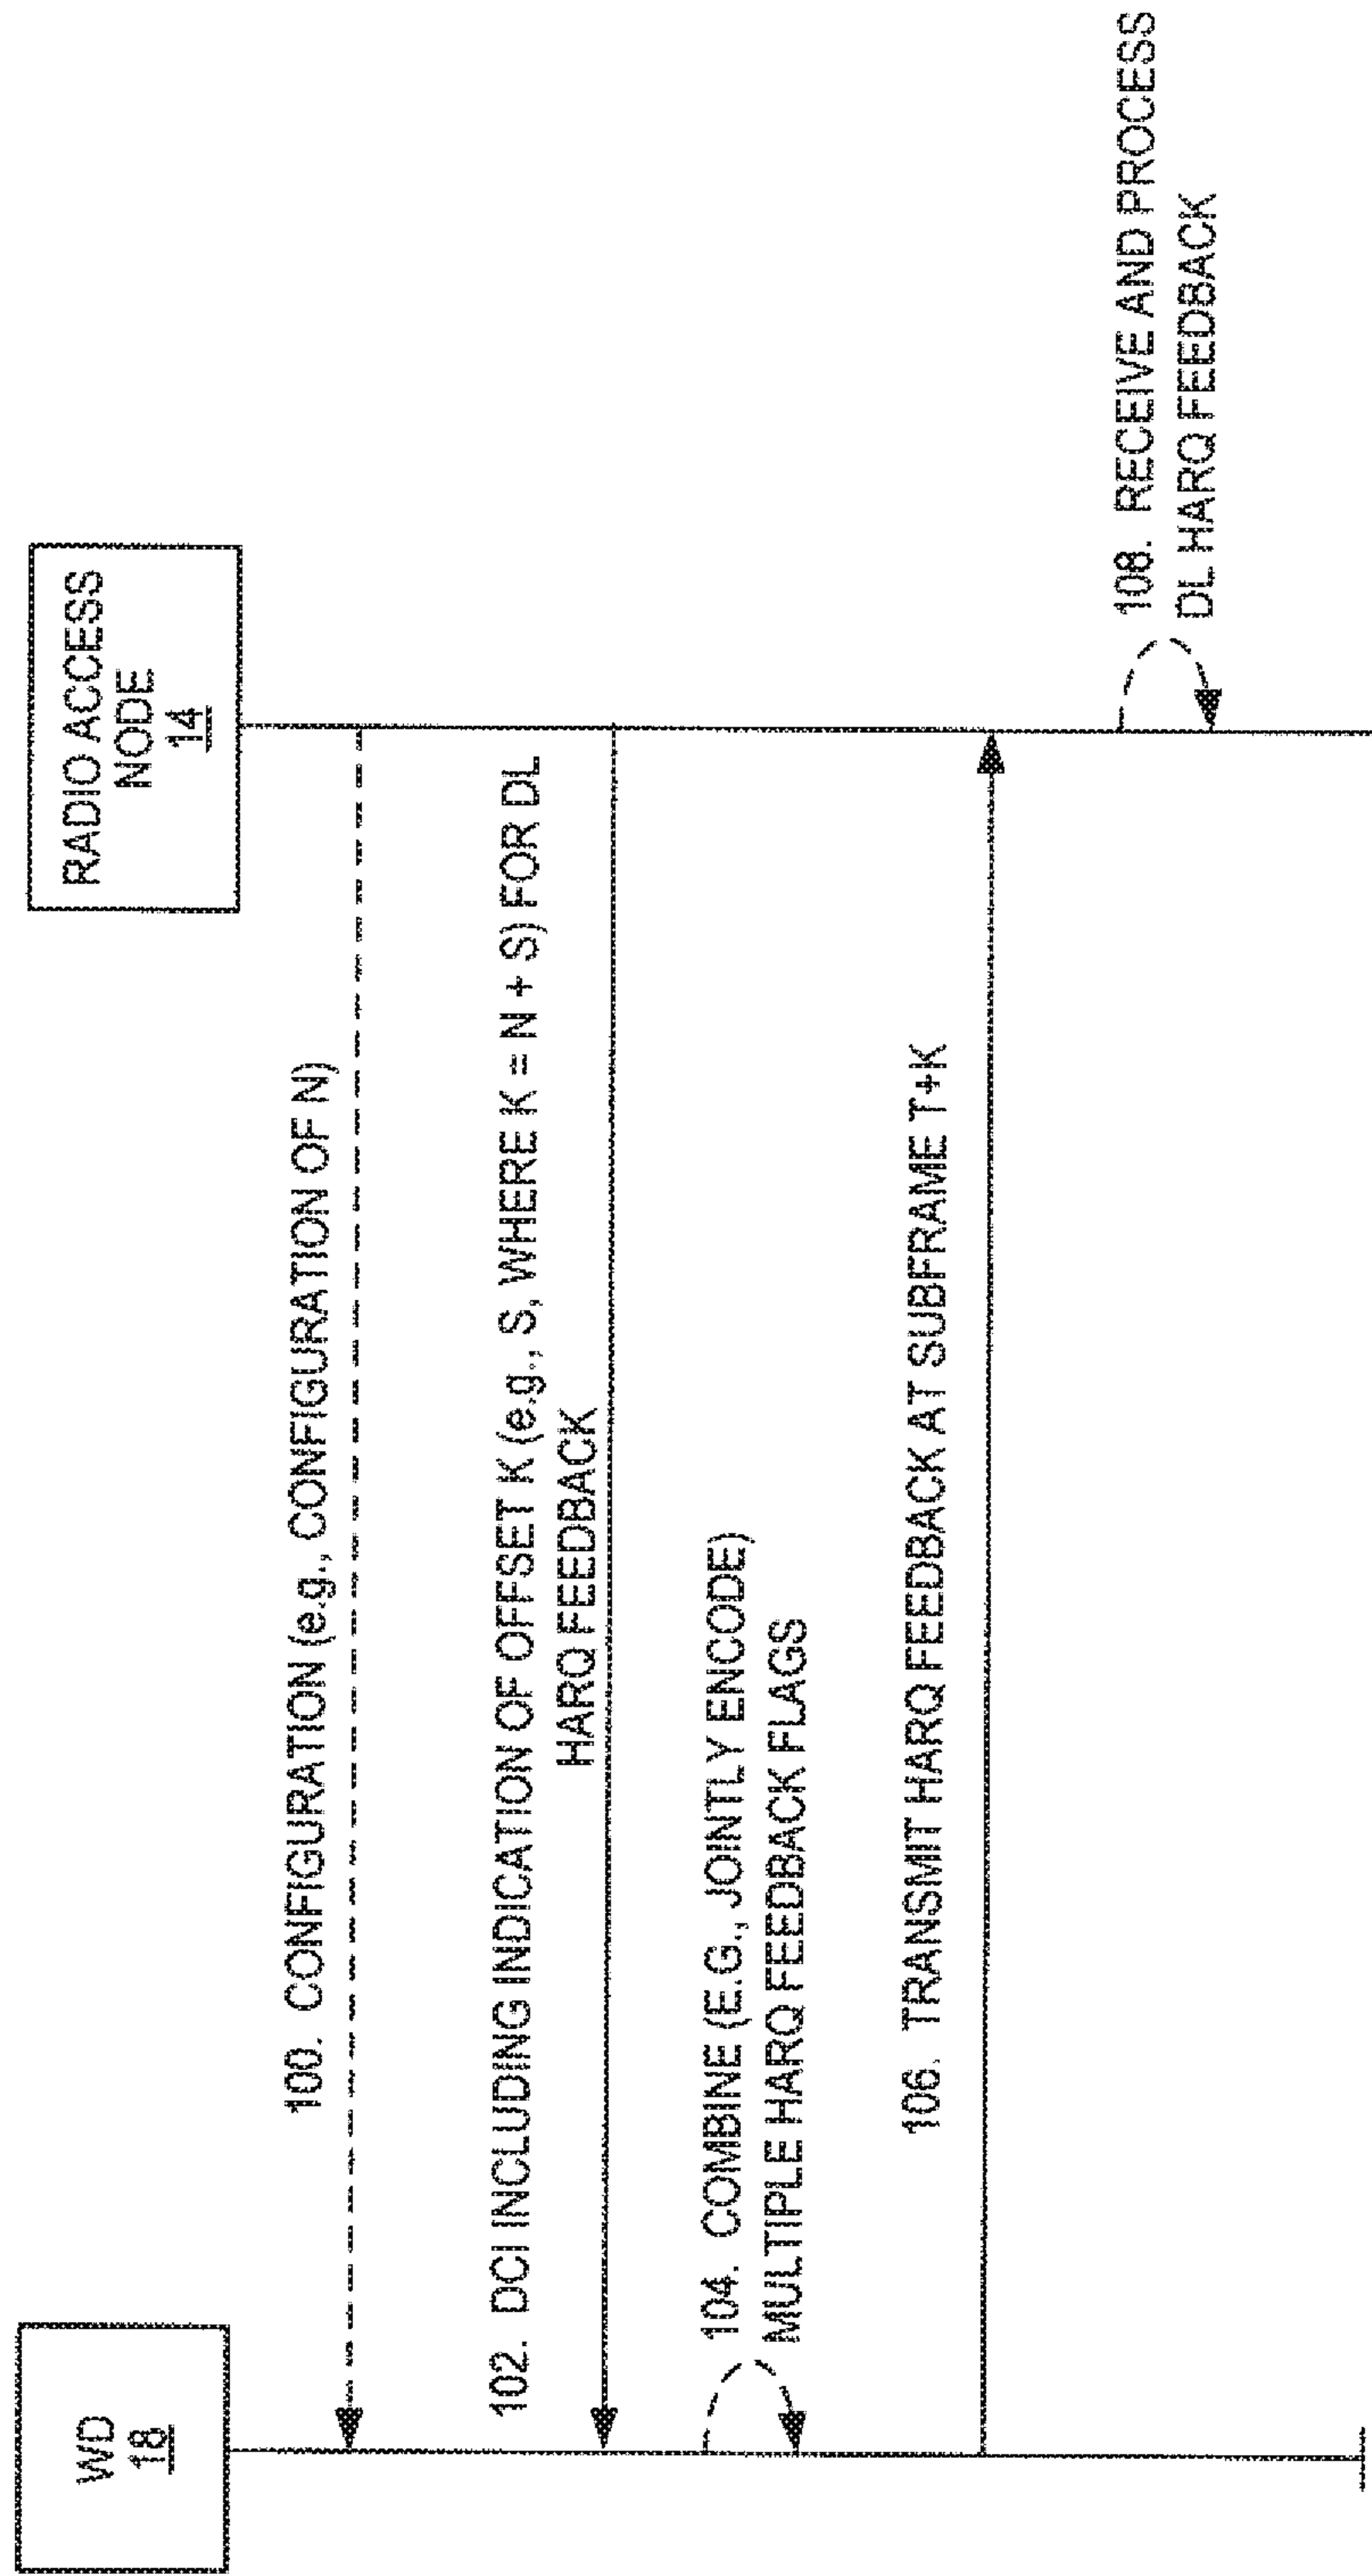 WD
18
RADIO ACCESS
NODE
14
100. CONFIGURATION (e.g., CONFIGURATION OF N)
102. DCI INCLUDING INDICATION OF OFFSET K (e.g., S, WHERE K = N + S) FOR DL
HARQ FEEDBACK
104. COMBINE (E.G., JOINTLY ENCODE)
MULTIPLE HARQ FEEDBACK FLAGS
106. TRANSMIT HARQ FEEDBACK AT SUBFRAME T+K
108. RECEIVE AND PROCESS
DL HARQ FEEDBACK